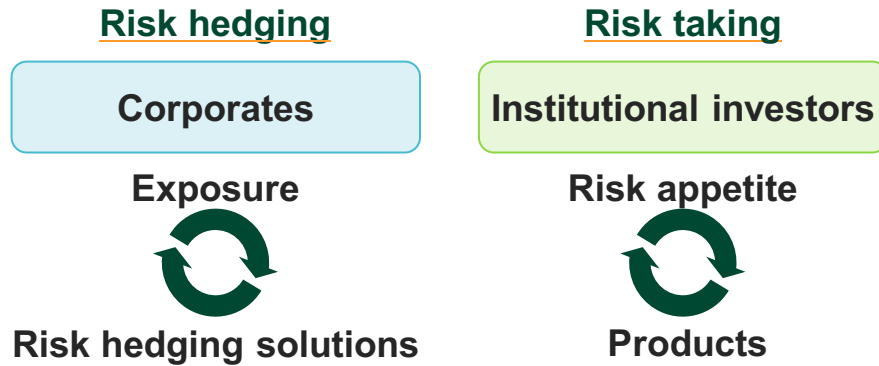 Risk hedging
Corporates
Exposure
Risk hedging solutions
Risk taking
Institutional investors
Risk appetite
Products